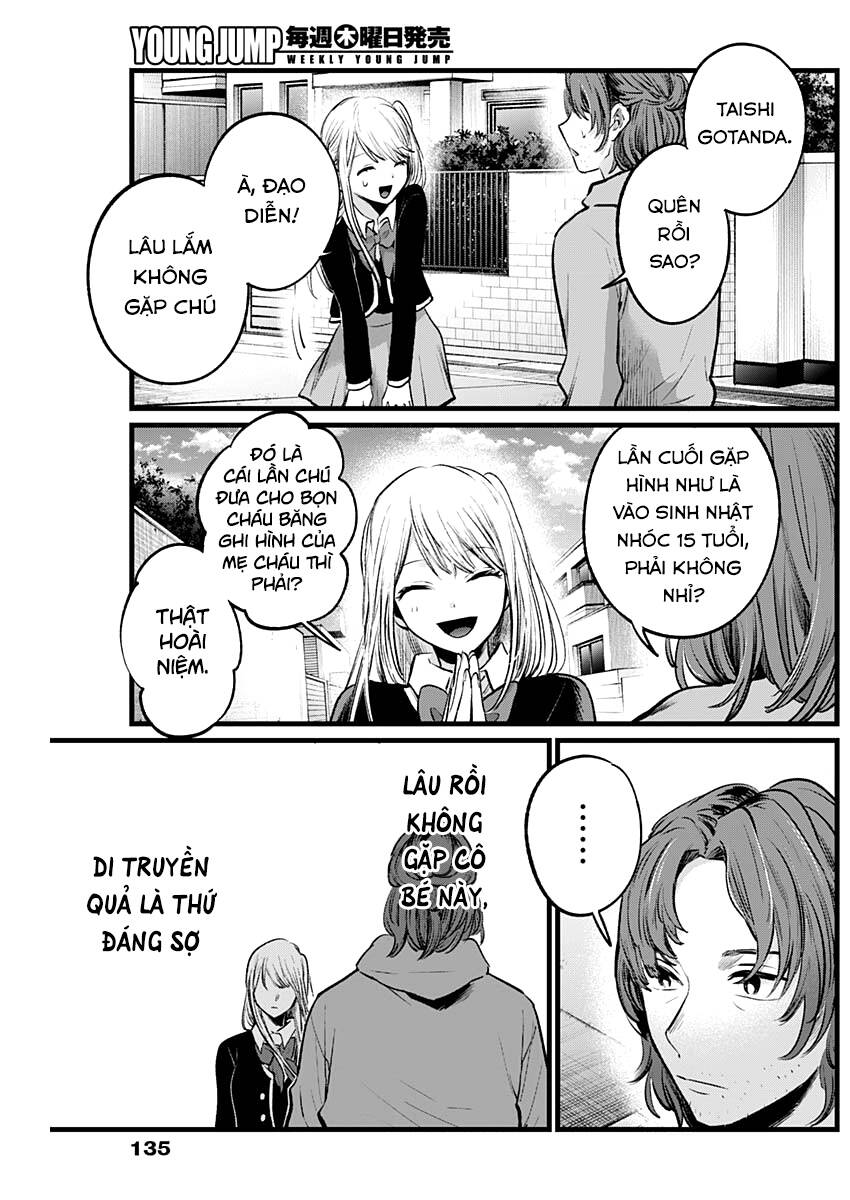 YOUNG JUMP 毎週木曜日発売
WEEKLY YOUNG JUMP
TAISHI
GOTANDA.
QUÊN
RỒI
SAO?
À, ĐẠO
DIỄN!
LÂU LẮM
KHÔNG
GẶP CHÚ
LẦN CUỐI GẶP
HÌNH NHƯ LÀ
VÀO SINH NHẬT
NHÓC 15 TUỔI,
PHẢI KHÔNG
NHỈ?
ĐÓ LÀ
CÁI LẦN CHÚ
ĐƯA CHO BỌN
CHÁU BĂNG
GHI HÌNH CỦA
MẸ CHÁU THÌ
PHẢI?
THẬT
HOÀI
NIỆM.
......
LÂU RỒI
KHÔNG
GẶP CÔ
BÉ NÀY,
DI TRUYỀN
QUẢ LÀ THỨ
ĐÁNG SỢ
135